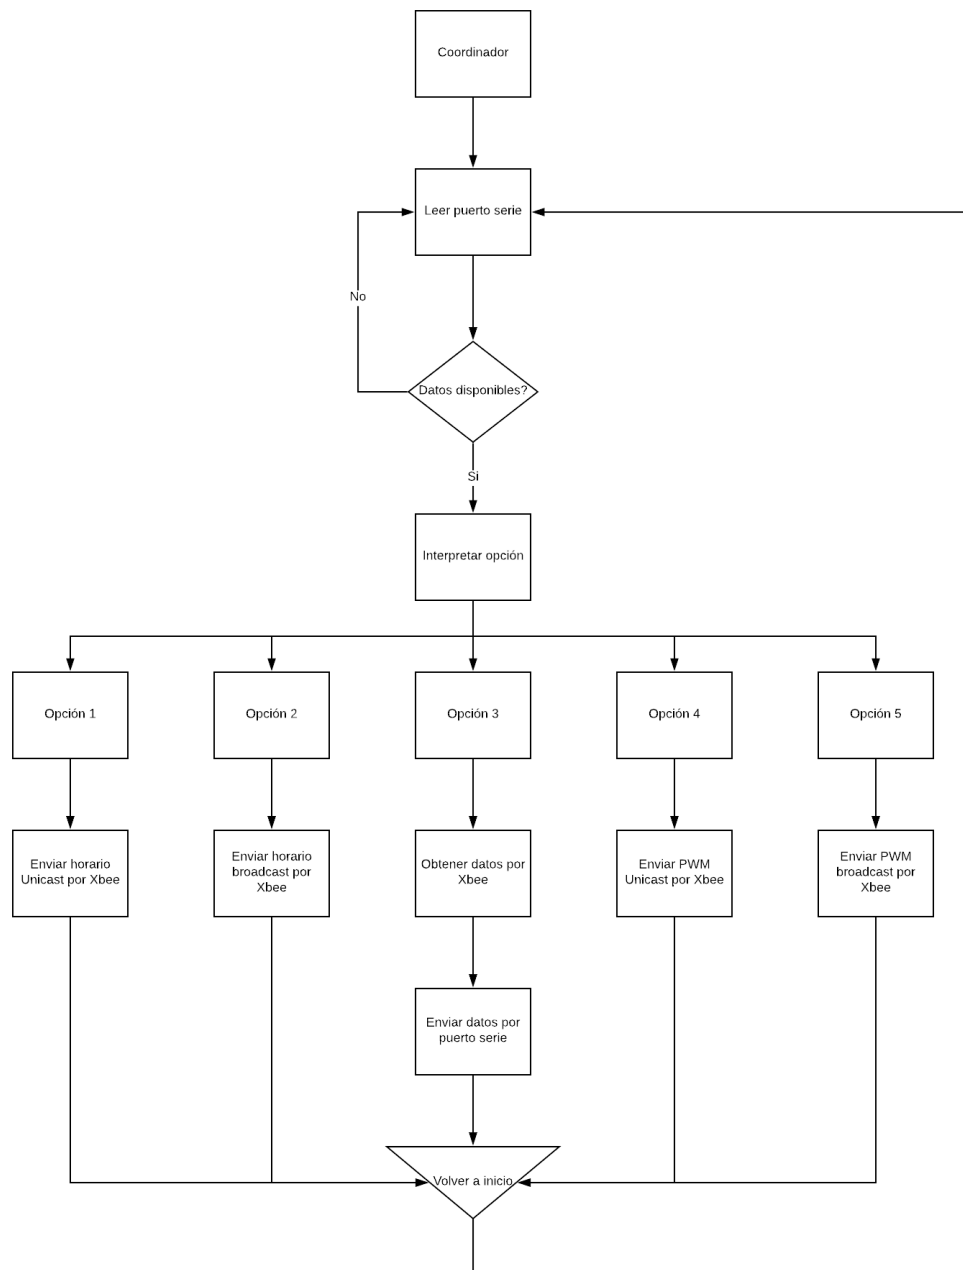 Coordinador
Leer puerto serie
No
Datos disponibles?
Si
Interpretar opción
Opción 1
Opción 2
Opción 3
Opción 4
Opción 5
Enviar horario
Unicast por Xbee
Enviar horario
broadcast por
Xbee
Obtener datos por
Xbee
Enviar PWM
Unicast por Xbee
Enviar PWM
broadcast por
Xbee
Enviar datos por
puerto serie
Volver a inicio